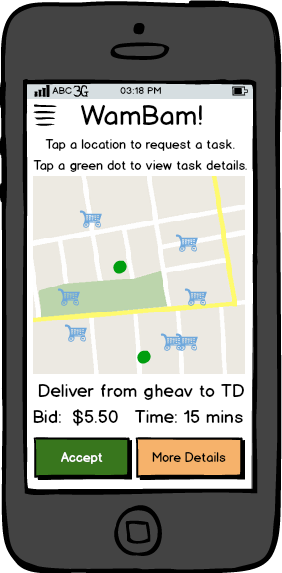 ABC 3G 03:18 PM
WamBam!
Tap a location to request a task.
Tap a green dot to view task details.
Deliver from gheav to TD
Bid: $5.50 Time: 15 mins
Accept More Details